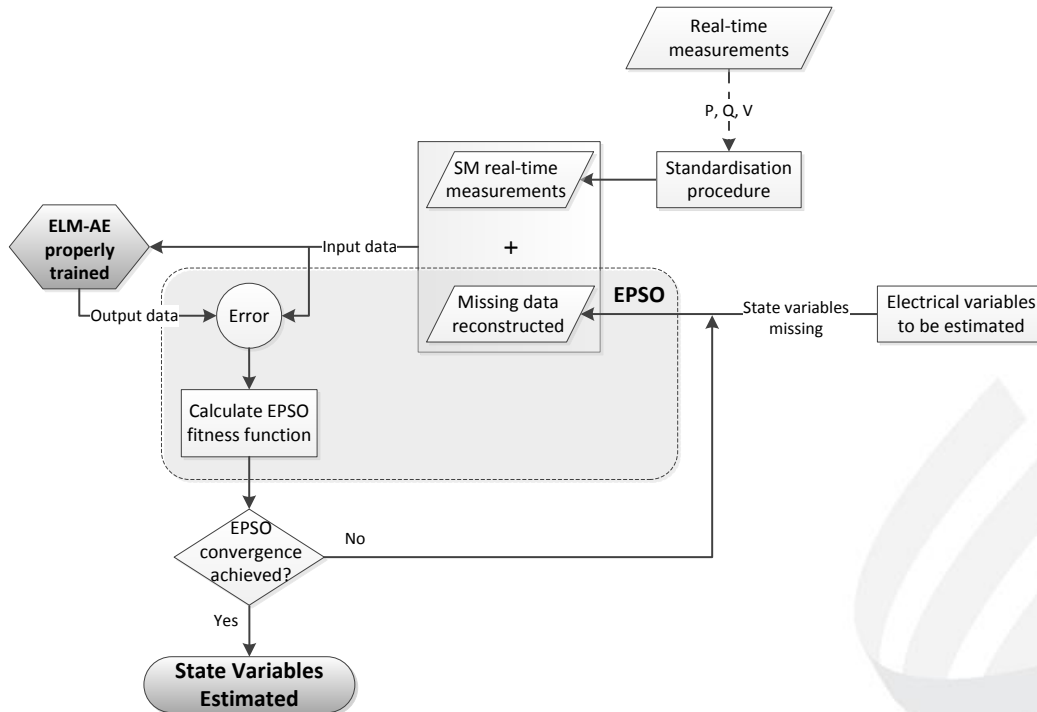 Real-time
measurements
P, Q, V
Standardisation
procedure
SM real-time
measurements
+
ELM-AE
properly
trained
Input data
Output data
Error
Missing data
reconstructed
EPSO
State variables
missing
Electrical variables
to be estimated
Calculate EPSO
fitness function
EPSO
convergence
achieved?
No
Yes
State Variables
Estimated